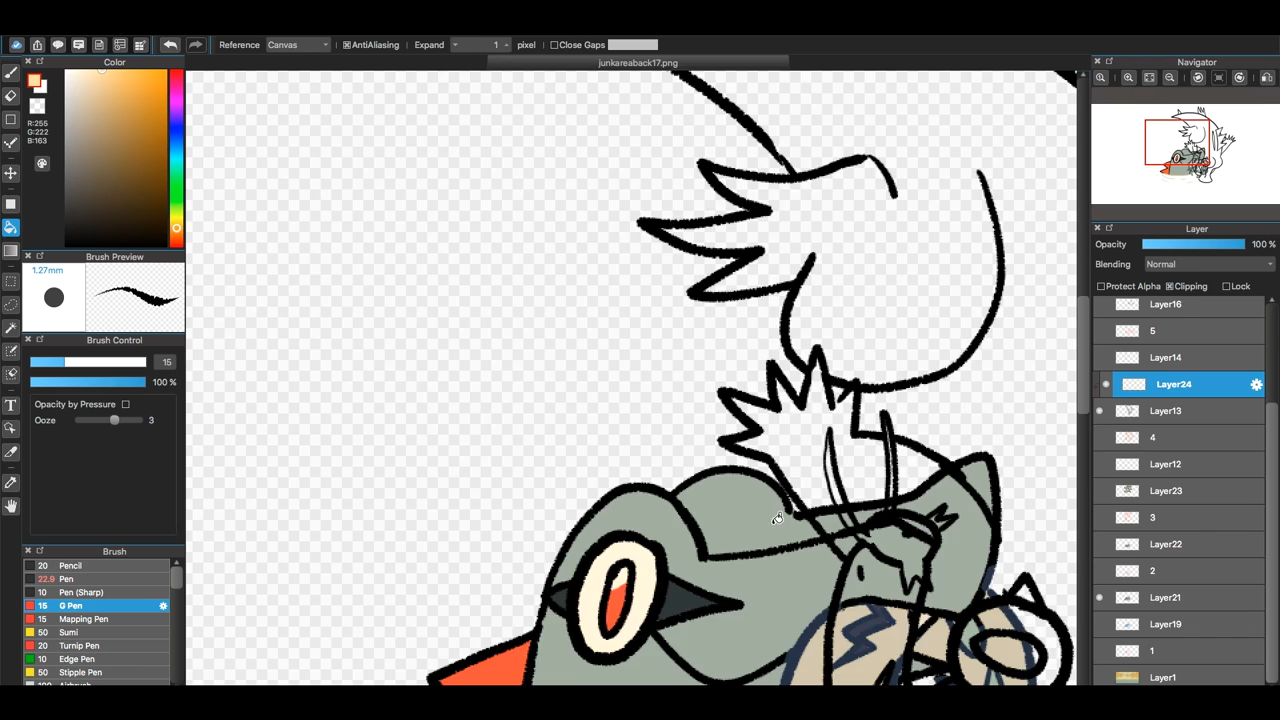 Reference Canvas AntiAliasing Expand 1 pixel Close Gaps
Color
junkareaback17.png
Navigator
R:255
G:222
B:163
Brush Preview
1.27mm
Brush Control
15
100 %
Opacity by Pressure
Ooze 3
Brush
20 Pencil
22.9 Pen
10 Pen (Sharp)
15 G Pen
15 Mapping Pen
50 Sumi
20 Turnip Pen
10 Edge Pen
50 Stipple Pen
Layer
Opacity 100 %
Blending Normal
Protect Alpha Clipping Lock
Layer16
5
Layer14
Layer24
Layer13
4
Layer12
Layer23
3
Layer22
2
Layer21
Layer19
1
Layer1